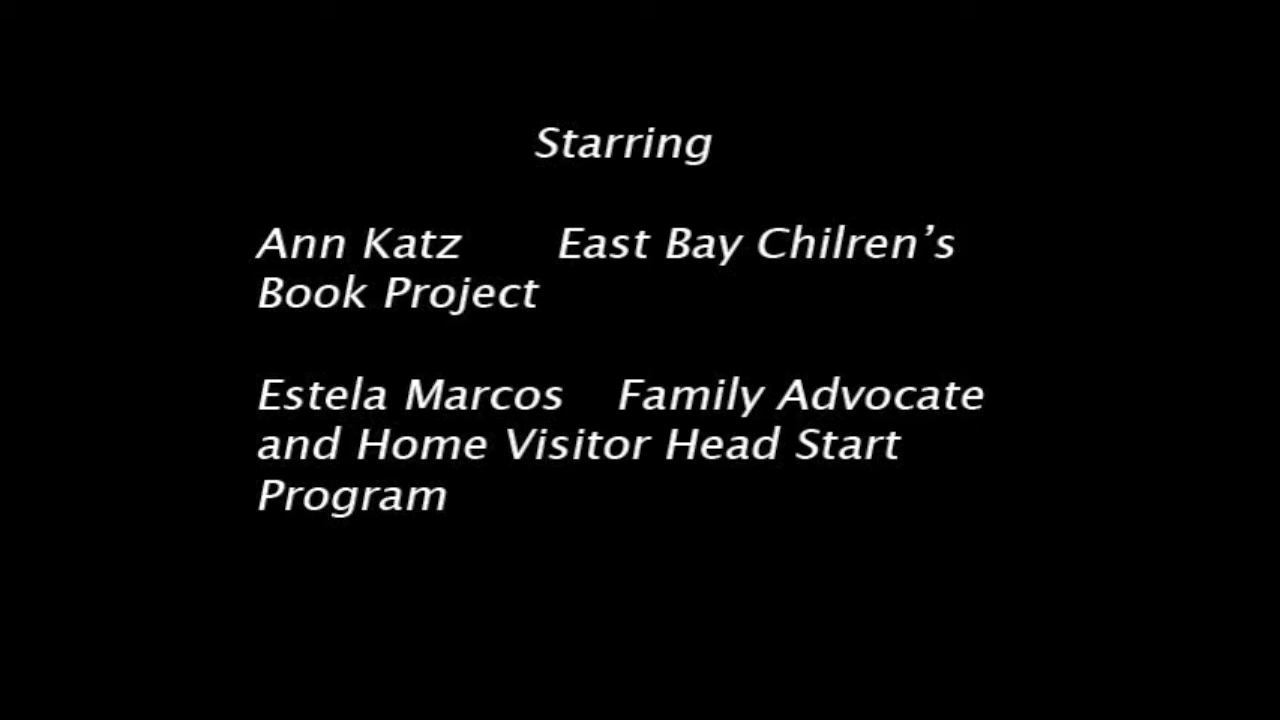 Starring
Ann Katz East Bay Chilren’s
Book Project
Estela Marcos Family Advocate
and Home Visitor Head Start
Program